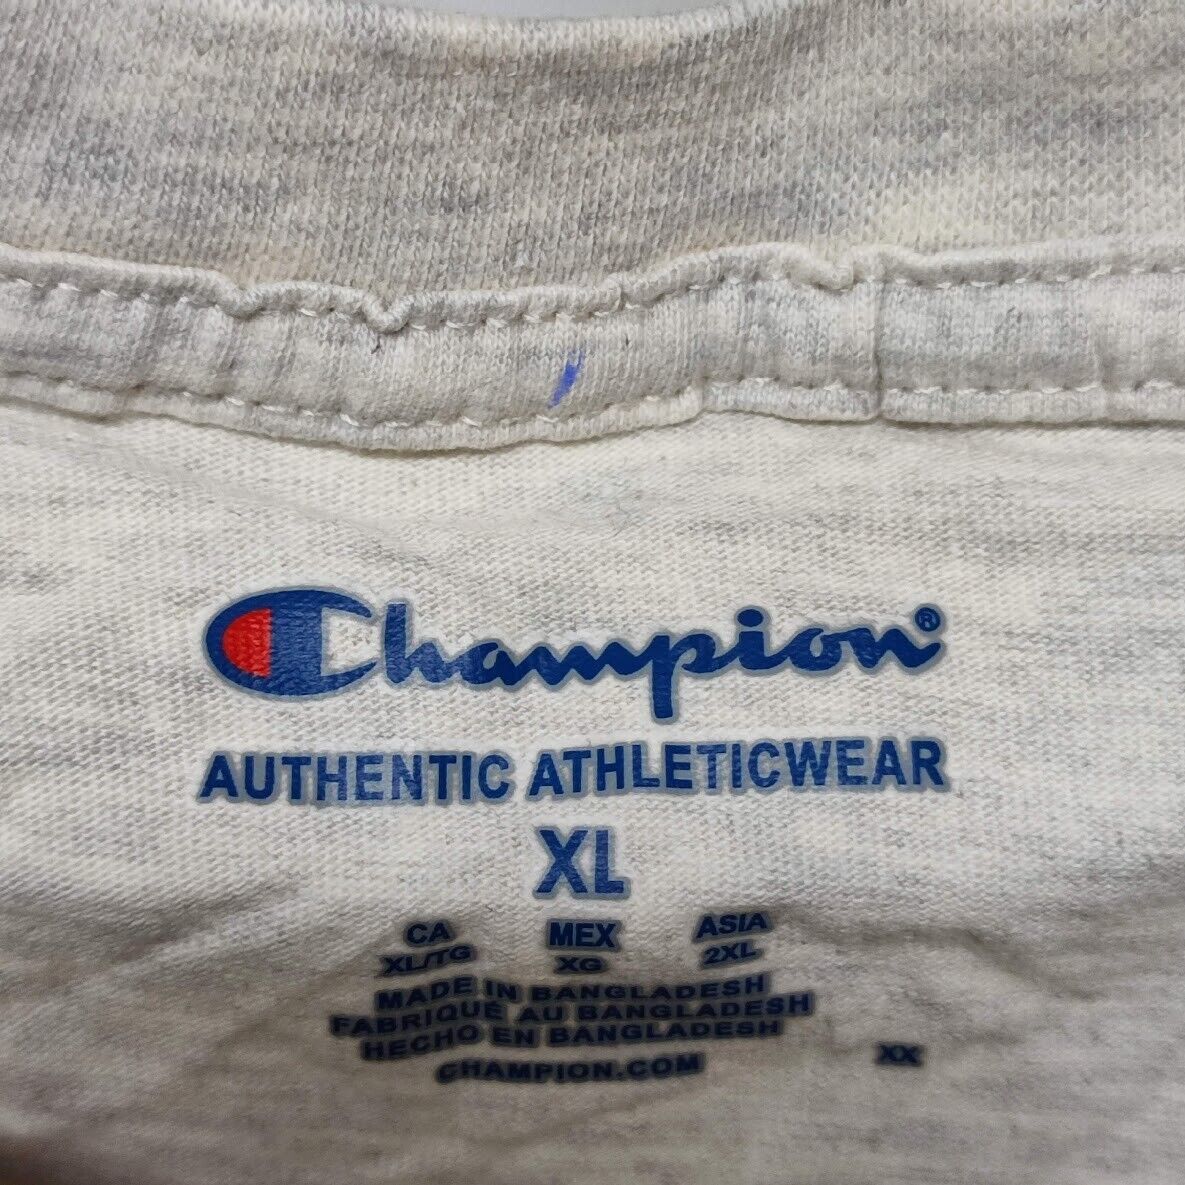 Champion®
AUTHENTIC ATHLETICWEAR
XL
CA MEX ASIA
XL/TG XG 2XL
MADE IN BANGLADESH
FABRIQUÉ AU BANGLADESH
HECHO EN BANGLADESH
CHAMPION.COM XX